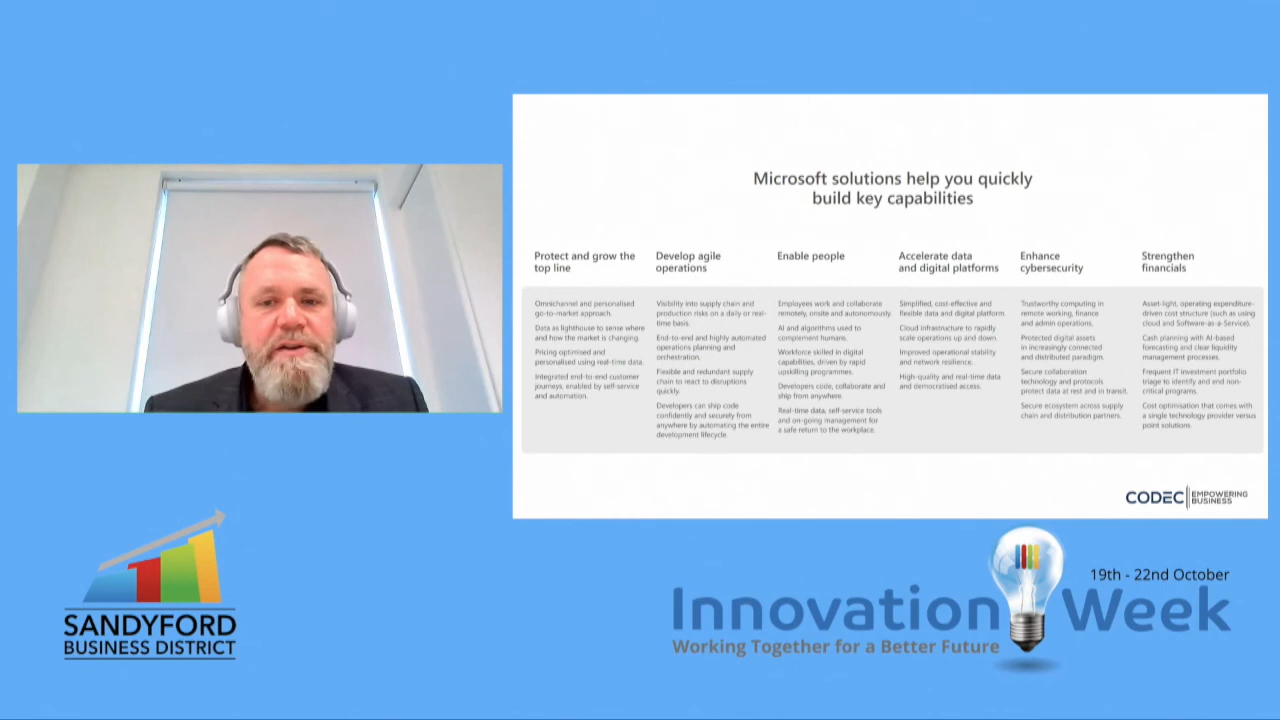 Microsoft solutions help you quickly
build key capabilities
Protect and grow the
top line
Omnichannel and personalised
go-to-market approach.
Data as lighthouse to sense where
and how the market is changing.
Pricing optimised and
personalised using real-time data.
Integrated end-to-end customer
journeys, enabled by self-service
and automation.
Develop agile
operations
Visibility into supply chain and
production risks on a daily or real-
time basis.
End-to-end and highly automated
operations planning and
orchestration.
Flexible and redundant supply
chain to react to disruptions
quickly.
Developers can ship code
confidently and securely from
anywhere by automating the entire
development lifecycle.
Enable people
Employees work and collaborate
remotely, onsite and autonomously.
AI and algorithms used to
complement humans.
Workforce skilled in digital
capabilities, driven by rapid
upskilling programmes.
Developers code, collaborate and
ship from anywhere.
Real-time data, self-service tools
and on-going management for
a safe return to the workplace.
Accelerate data
and digital platforms
Simplified, cost-effective and
flexible data and digital platform.
Cloud infrastructure to rapidly
scale operations up and down.
Improved operational stability
and network resilience.
High-quality and real-time data
and democratised access.
Enhance
cybersecurity
Trustworthy computing in
remote working, finance
and admin operations.
Protected digital assets
in increasingly connected
and distributed paradigm.
Secure collaboration
technology and protocols
protect data at rest and in transit.
Secure ecosystem across supply
chain and distribution partners.
Strengthen
financials
Asset-light, operating expenditure-
driven cost structure (such as using
cloud and Software-as-a-Service).
Cash planning with AI-based
forecasting and clear liquidity
management processes.
Frequent IT investment portfolio
triage to identify and end non-
critical programs.
Cost optimisation that comes with
a single technology provider versus
point solutions.
CODEC EMPOWERING
BUSINESS
SANDYFORD
BUSINESS DISTRICT
19th - 22nd October
Innovation Week
Working Together for a Better Future